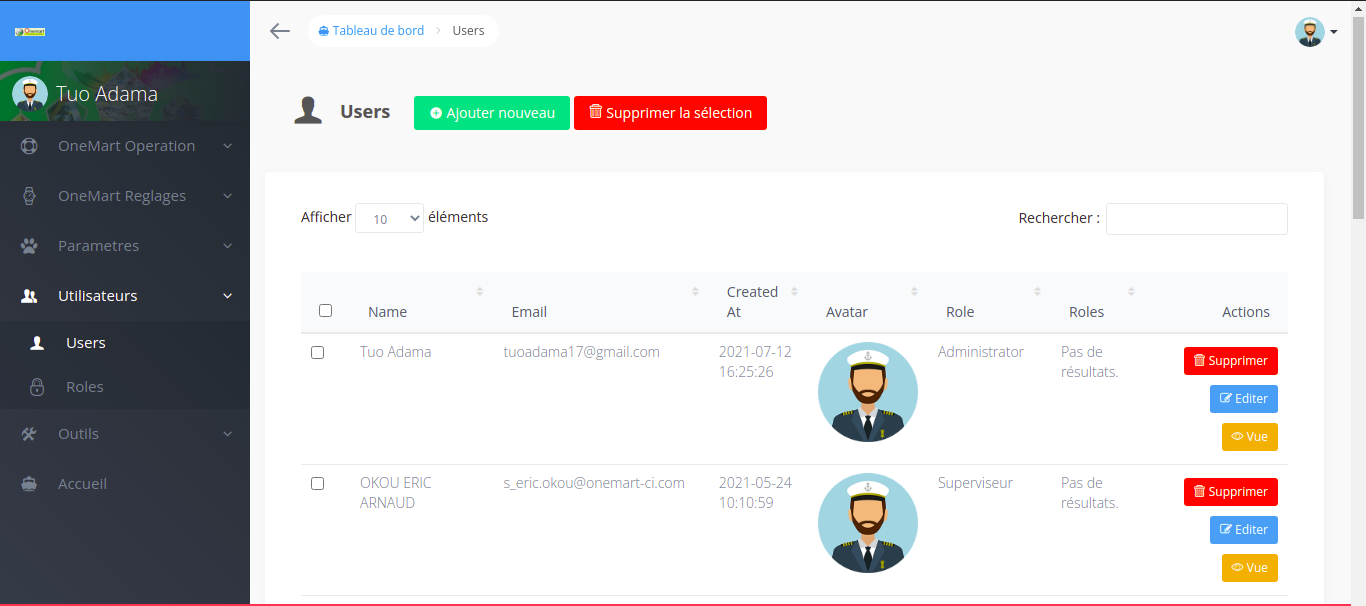 Tableau de bord
Users
Tuo Adama
OneMart Operation
OneMart Reglages
Parametres
Utilisateurs
Users
Roles
Outils
Accueil
Users
Ajouter nouveau
Supprimer la sélection
Afficher 10 éléments
Rechercher :
Name
Email
Created
At
Avatar
Role
Roles
Actions
Tuo Adama
tuoadama17@gmail.com
2021-07-12
16:25:26
Administrator
Pas de
résultats.
Supprimer
Editer
Vue
OKOU ERIC
ARNAUD
s_eric.okou@onemart-ci.com
2021-05-24
10:10:59
Superviseur
Pas de
résultats.
Supprimer
Editer
Vue